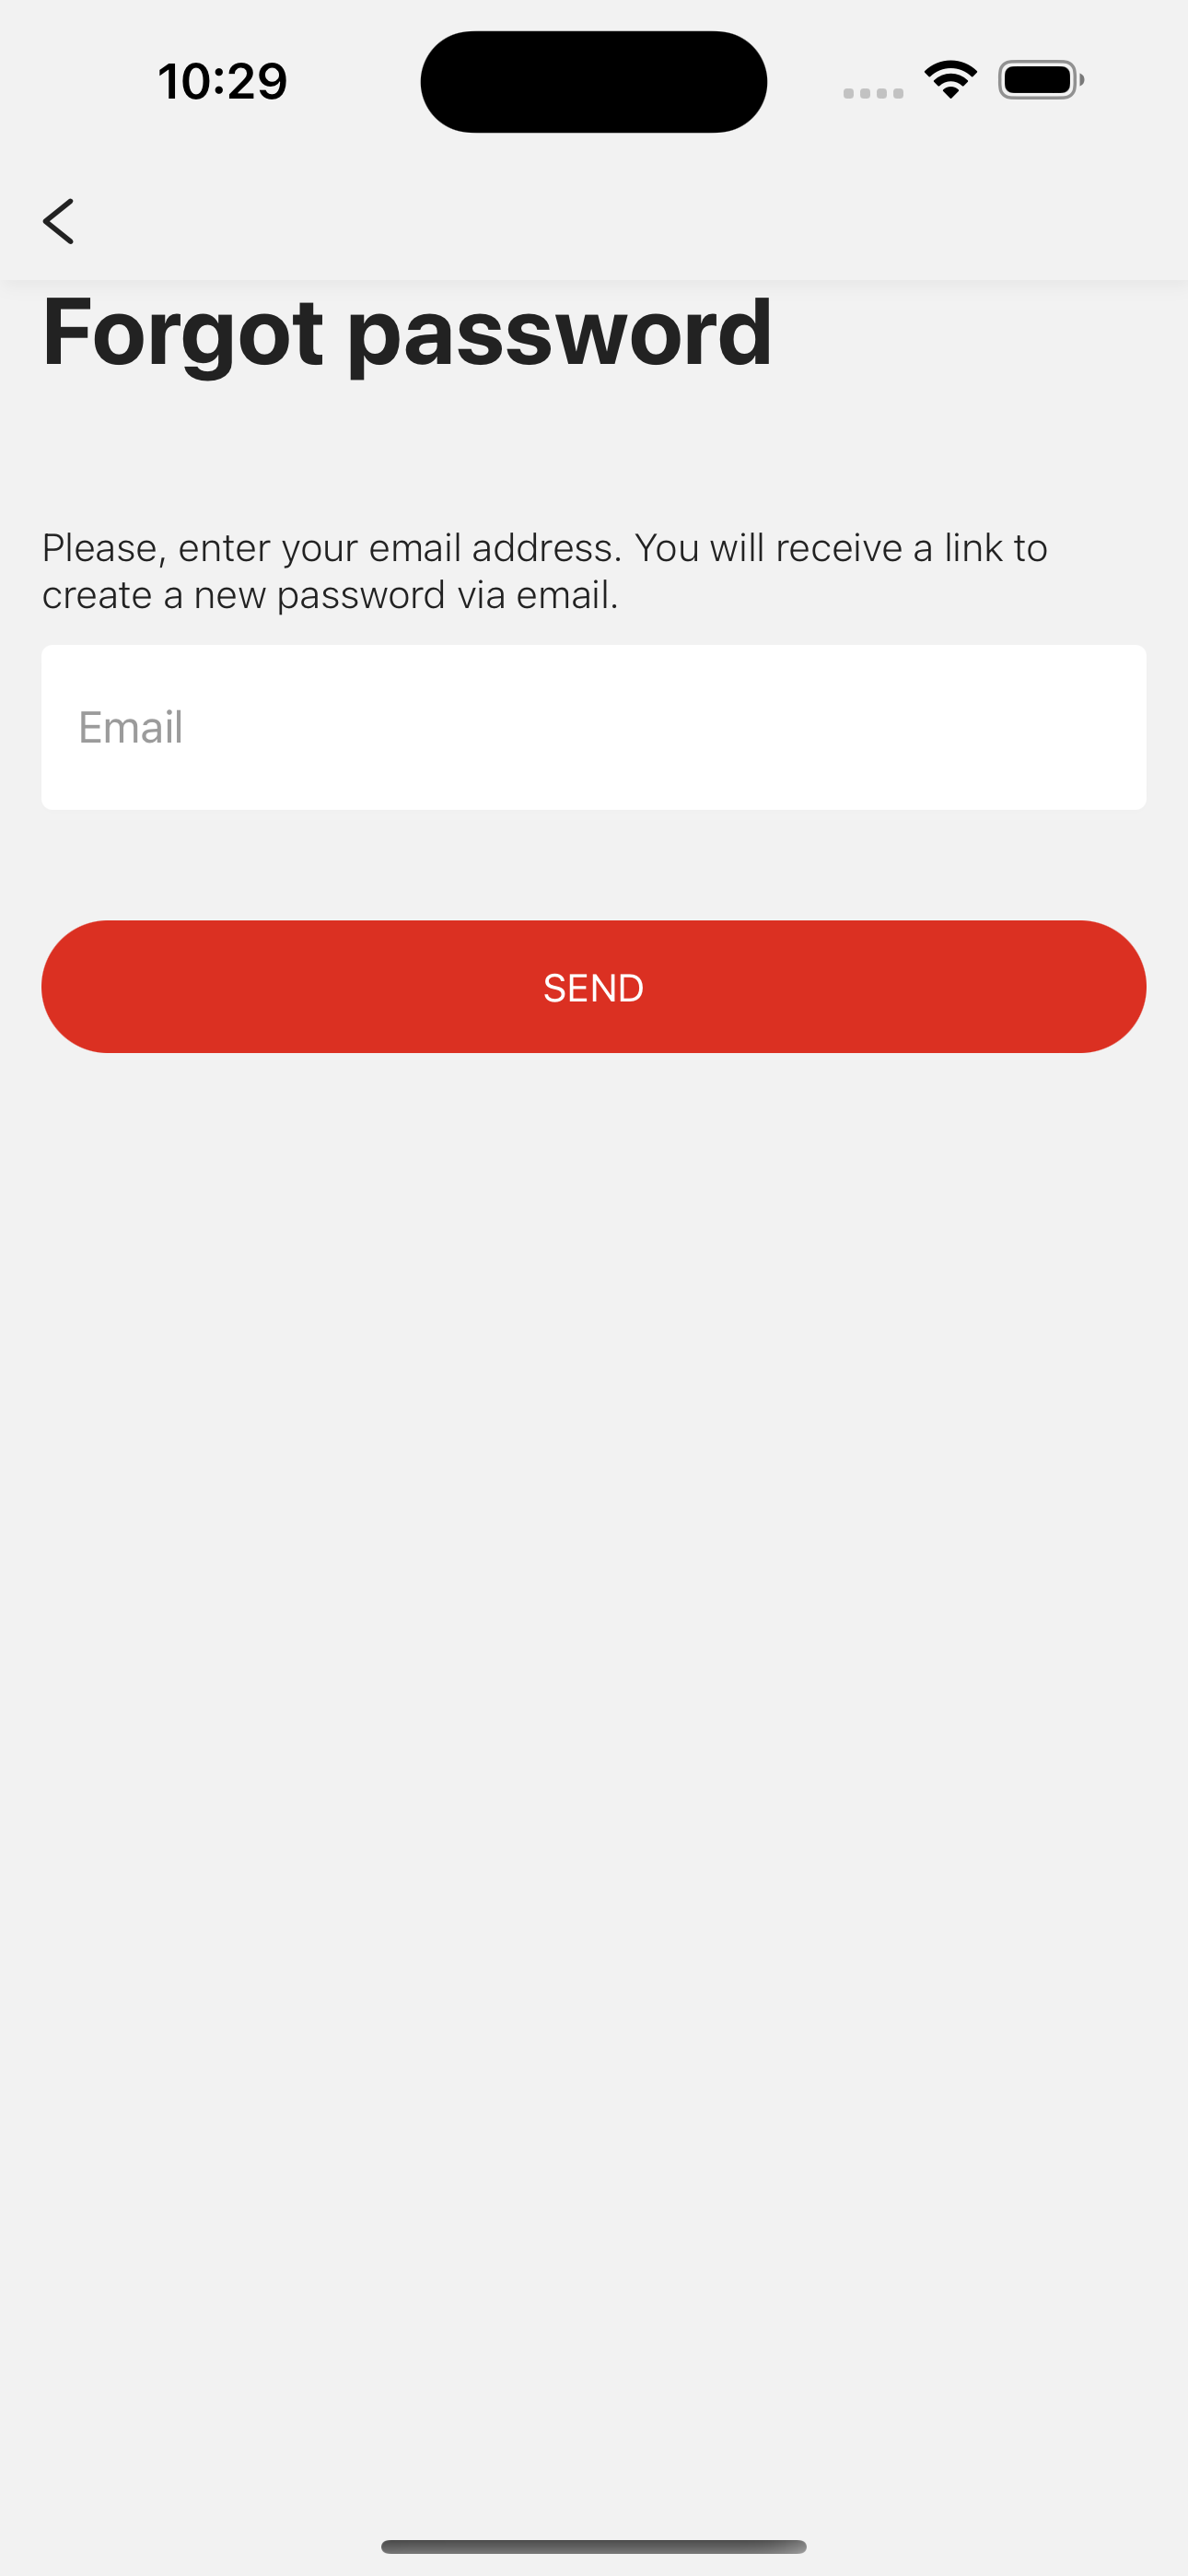 10:29
Forgot password
Please, enter your email address. You will receive a link to
create a new password via email.
Email
SEND